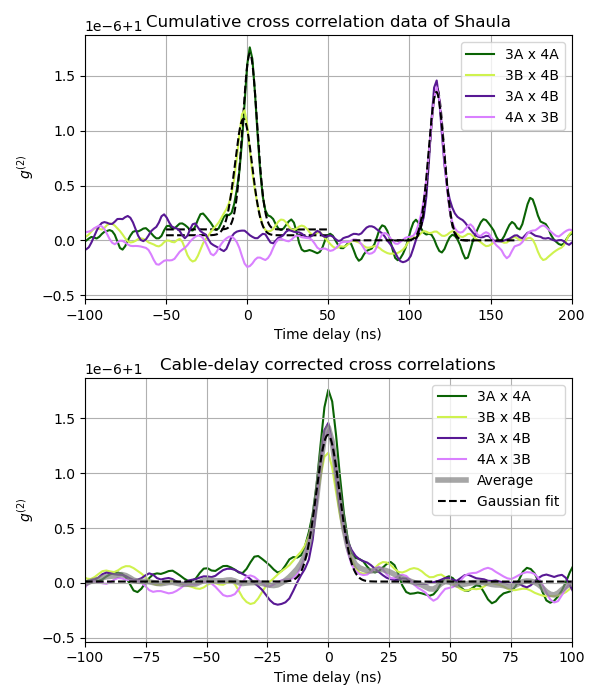 Cumulative cross correlation data of Shaula
1e−6+1
3A x 4A
3B x 4B
3A x 4B
4A x 3B
1.5
1.0
0.5
0.0
−0.5
g⁽²⁾
−100 −50 0 50 100 150 200
Time delay (ns)
Cable-delay corrected cross correlations
1e−6+1
3A x 4A
3B x 4B
3A x 4B
4A x 3B
Average
Gaussian fit
1.5
1.0
0.5
0.0
−0.5
g⁽²⁾
−100 −75 −50 −25 0 25 50 75 100
Time delay (ns)